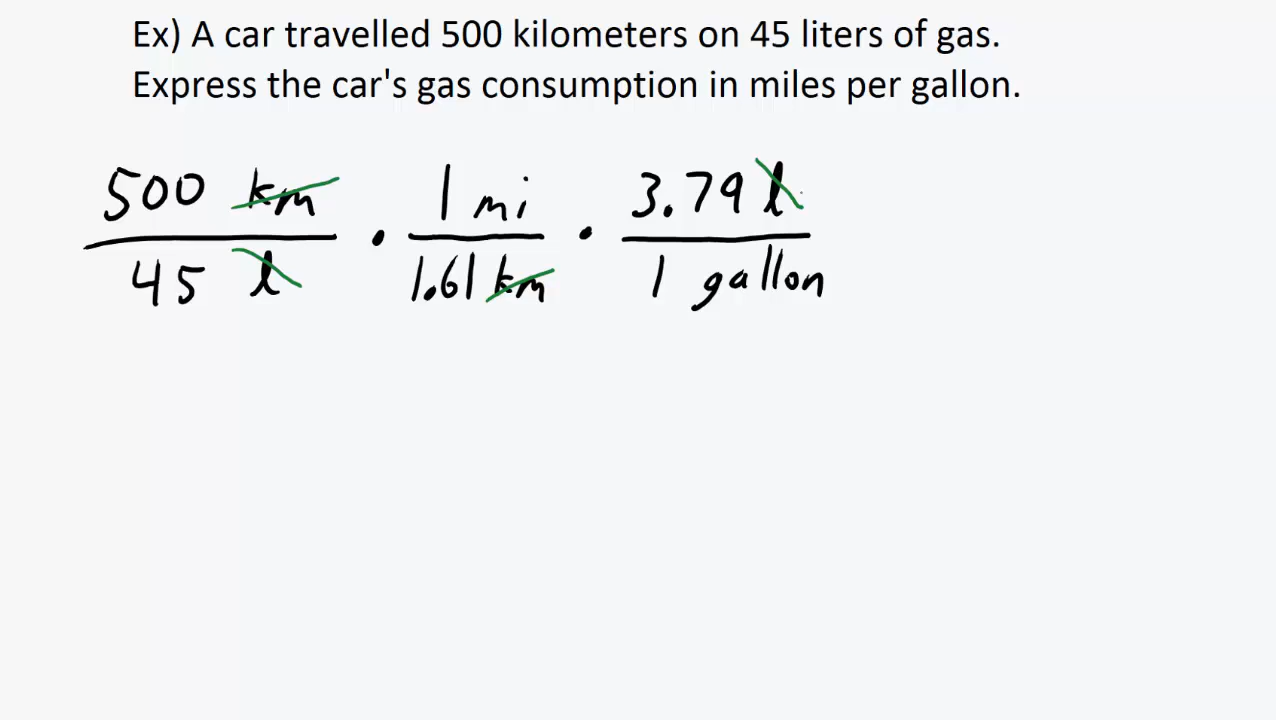 Ex) A car travelled 500 kilometers on 45 liters of gas.
Express the car's gas consumption in miles per gallon.
500 km / 45 l · 1 mi / 1.61 km · 3.79 l / 1 gallon